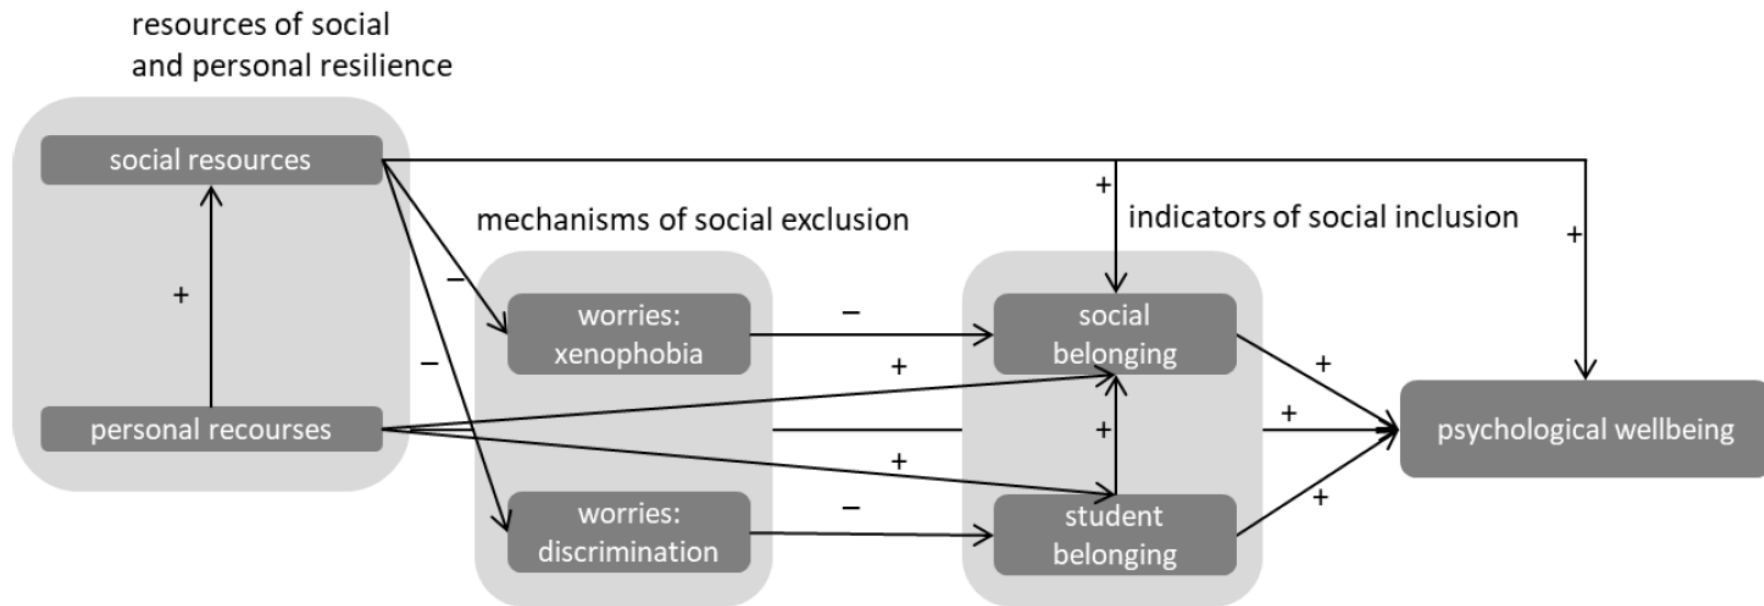 resources of social
and personal resilience
social resources
+
+
mechanisms of social exclusion
indicators of social inclusion
+
–
+
worries:
xenophobia
–
social
belonging
+
–
+
personal recourses
+
+
psychological wellbeing
+
worries:
discrimination
–
student
belonging
+